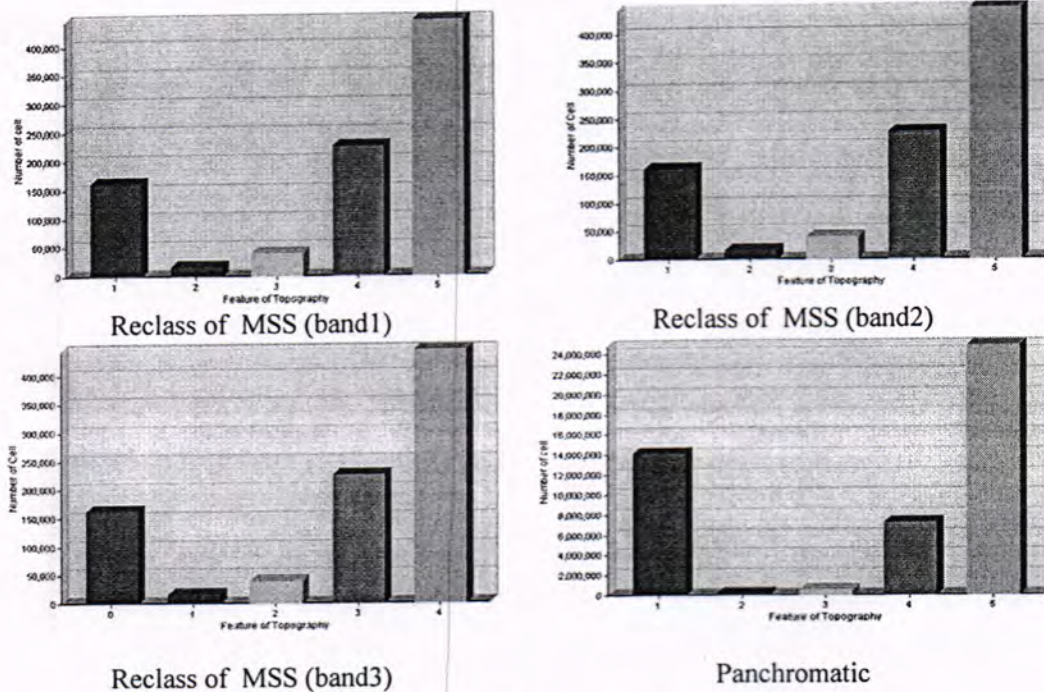 400,000
350,000
300,000
250,000
200,000
150,000
100,000
50,000
0
Number of cell
1 2 3 4 5
Feature of Topography
Reclass of MSS (band1)
400,000
350,000
300,000
250,000
200,000
150,000
100,000
50,000
0
Number of Cell
1 2 3 4 5
Feature of Topography
Reclass of MSS (band2)
400,000
350,000
300,000
250,000
200,000
150,000
100,000
50,000
0
Number of Cell
0 1 2 3 4
Feature of Topography
Reclass of MSS (band3)
24,000,000
22,000,000
20,000,000
18,000,000
16,000,000
14,000,000
12,000,000
10,000,000
8,000,000
6,000,000
4,000,000
2,000,000
0
Number of cell
1 2 3 4 5
Feature of Topography
Panchromatic